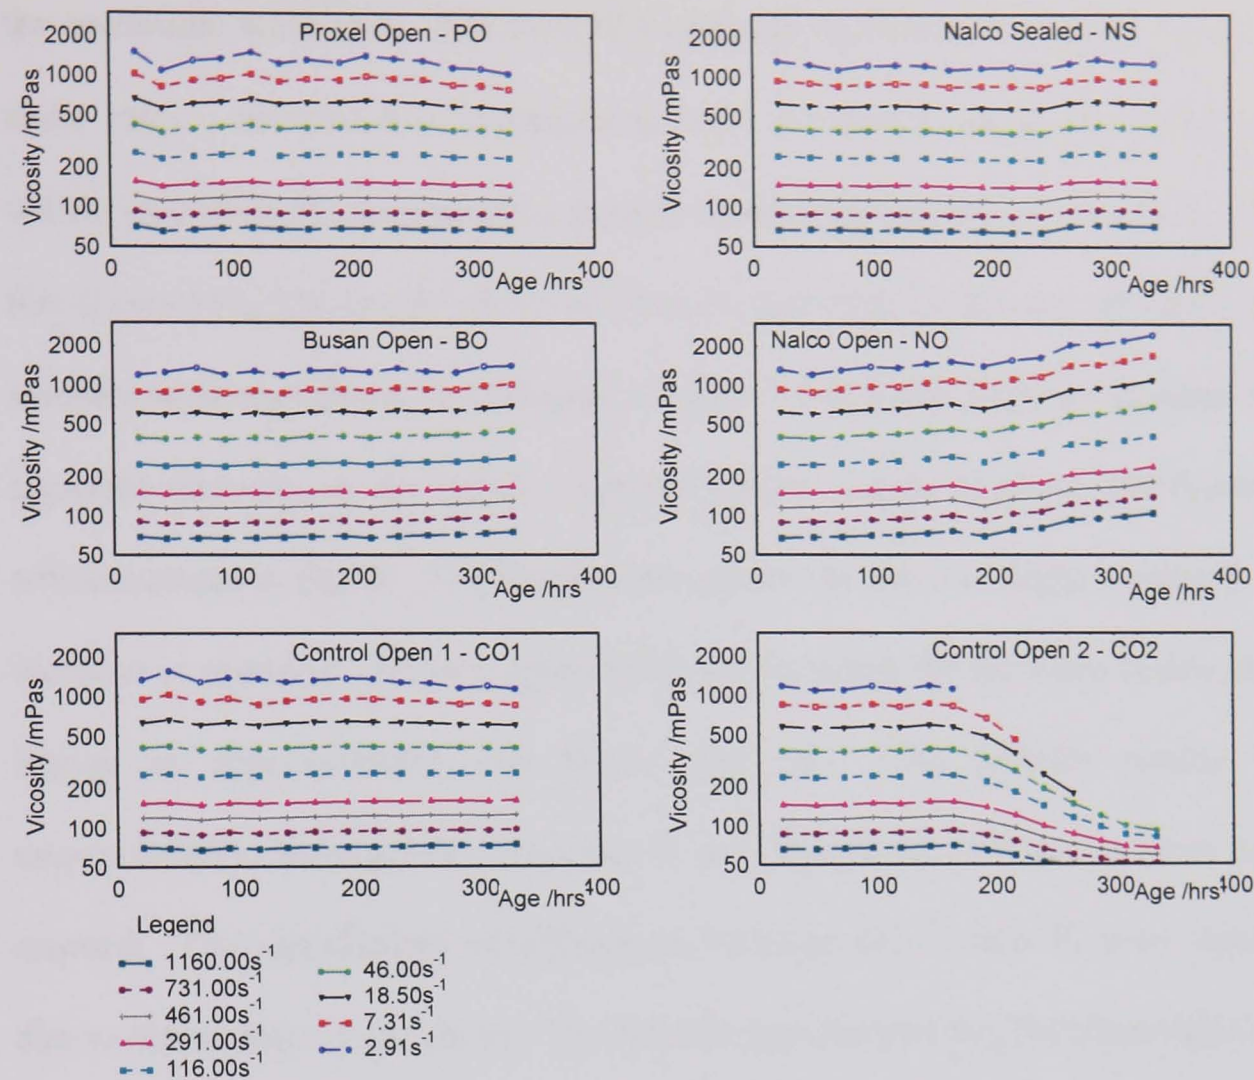 Proxel Open - PO
Vicosity /mPas
2000
1000
500
200
100
50
0 100 200 300 400
Age /hrs
Nalco Sealed - NS
Vicosity /mPas
2000
1000
500
200
100
50
0 100 200 300 400
Age /hrs
Busan Open - BO
Vicosity /mPas
2000
1000
500
200
100
50
0 100 200 300 400
Age /hrs
Nalco Open - NO
Vicosity /mPas
2000
1000
500
200
100
50
0 100 200 300 400
Age /hrs
Control Open 1 - CO1
Vicosity /mPas
2000
1000
500
200
100
50
0 100 200 300 400
Age /hrs
Control Open 2 - CO2
Vicosity /mPas
2000
1000
500
200
100
50
0 100 200 300 400
Age /hrs
Legend
1160.00s⁻¹
731.00s⁻¹
461.00s⁻¹
291.00s⁻¹
116.00s⁻¹
46.00s⁻¹
18.50s⁻¹
7.31s⁻¹
2.91s⁻¹